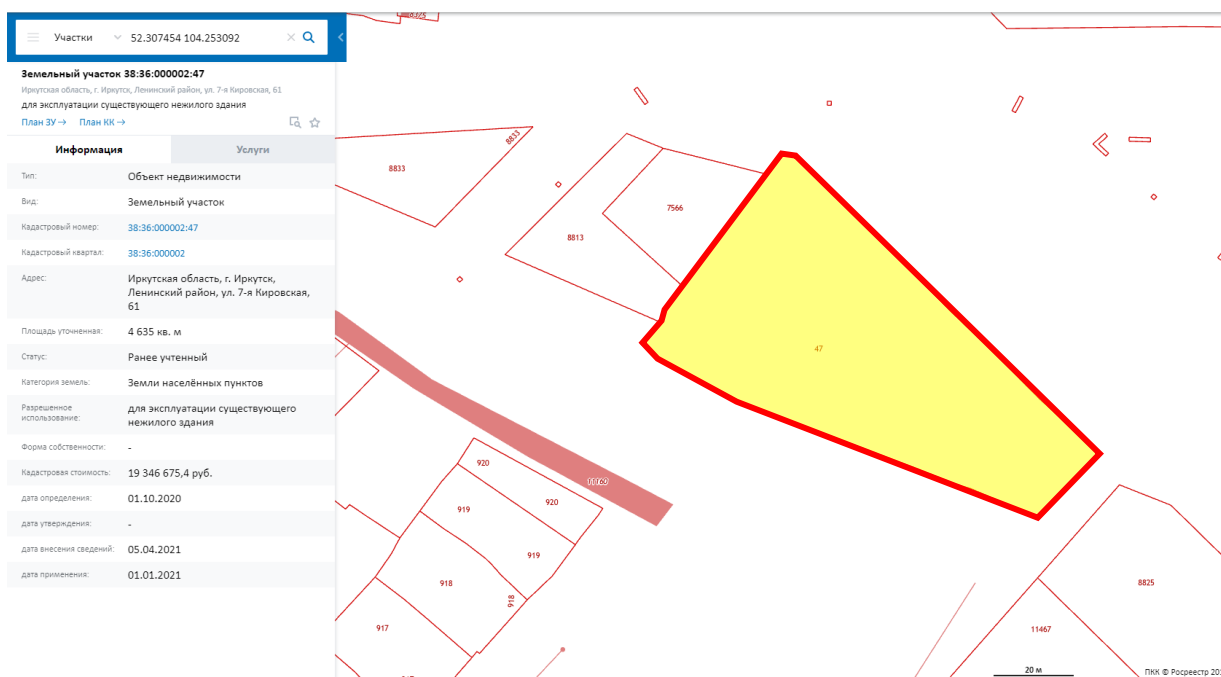 Участки 52.307454 104.253092
Земельный участок 38:36:000002:47
Иркутская область, г. Иркутск, Ленинский район, ул. 7-я Кировская, 61
для эксплуатации существующего нежилого здания
План ЗУ → План КК →
Информация Услуги
Тип: Объект недвижимости
Вид: Земельный участок
Кадастровый номер: 38:36:000002:47
Кадастровый квартал: 38:36:000002
Адрес: Иркутская область, г. Иркутск,
Ленинский район, ул. 7-я Кировская,
61
Площадь уточненная: 4 635 кв. м
Статус: Ранее учтенный
Категория земель: Земли населённых пунктов
Разрешенное
использование:
для эксплуатации существующего
нежилого здания
Форма собственности: -
Кадастровая стоимость: 19 346 675,4 руб.
дата определения: 01.10.2020
дата утверждения: -
дата внесения сведений: 05.04.2021
дата применения: 01.01.2021
8375
8833
8833
7566
8813
47
920
11160
920
919
919
918
918
917
8825
11467
20 м
ПКК © Росреестр 20